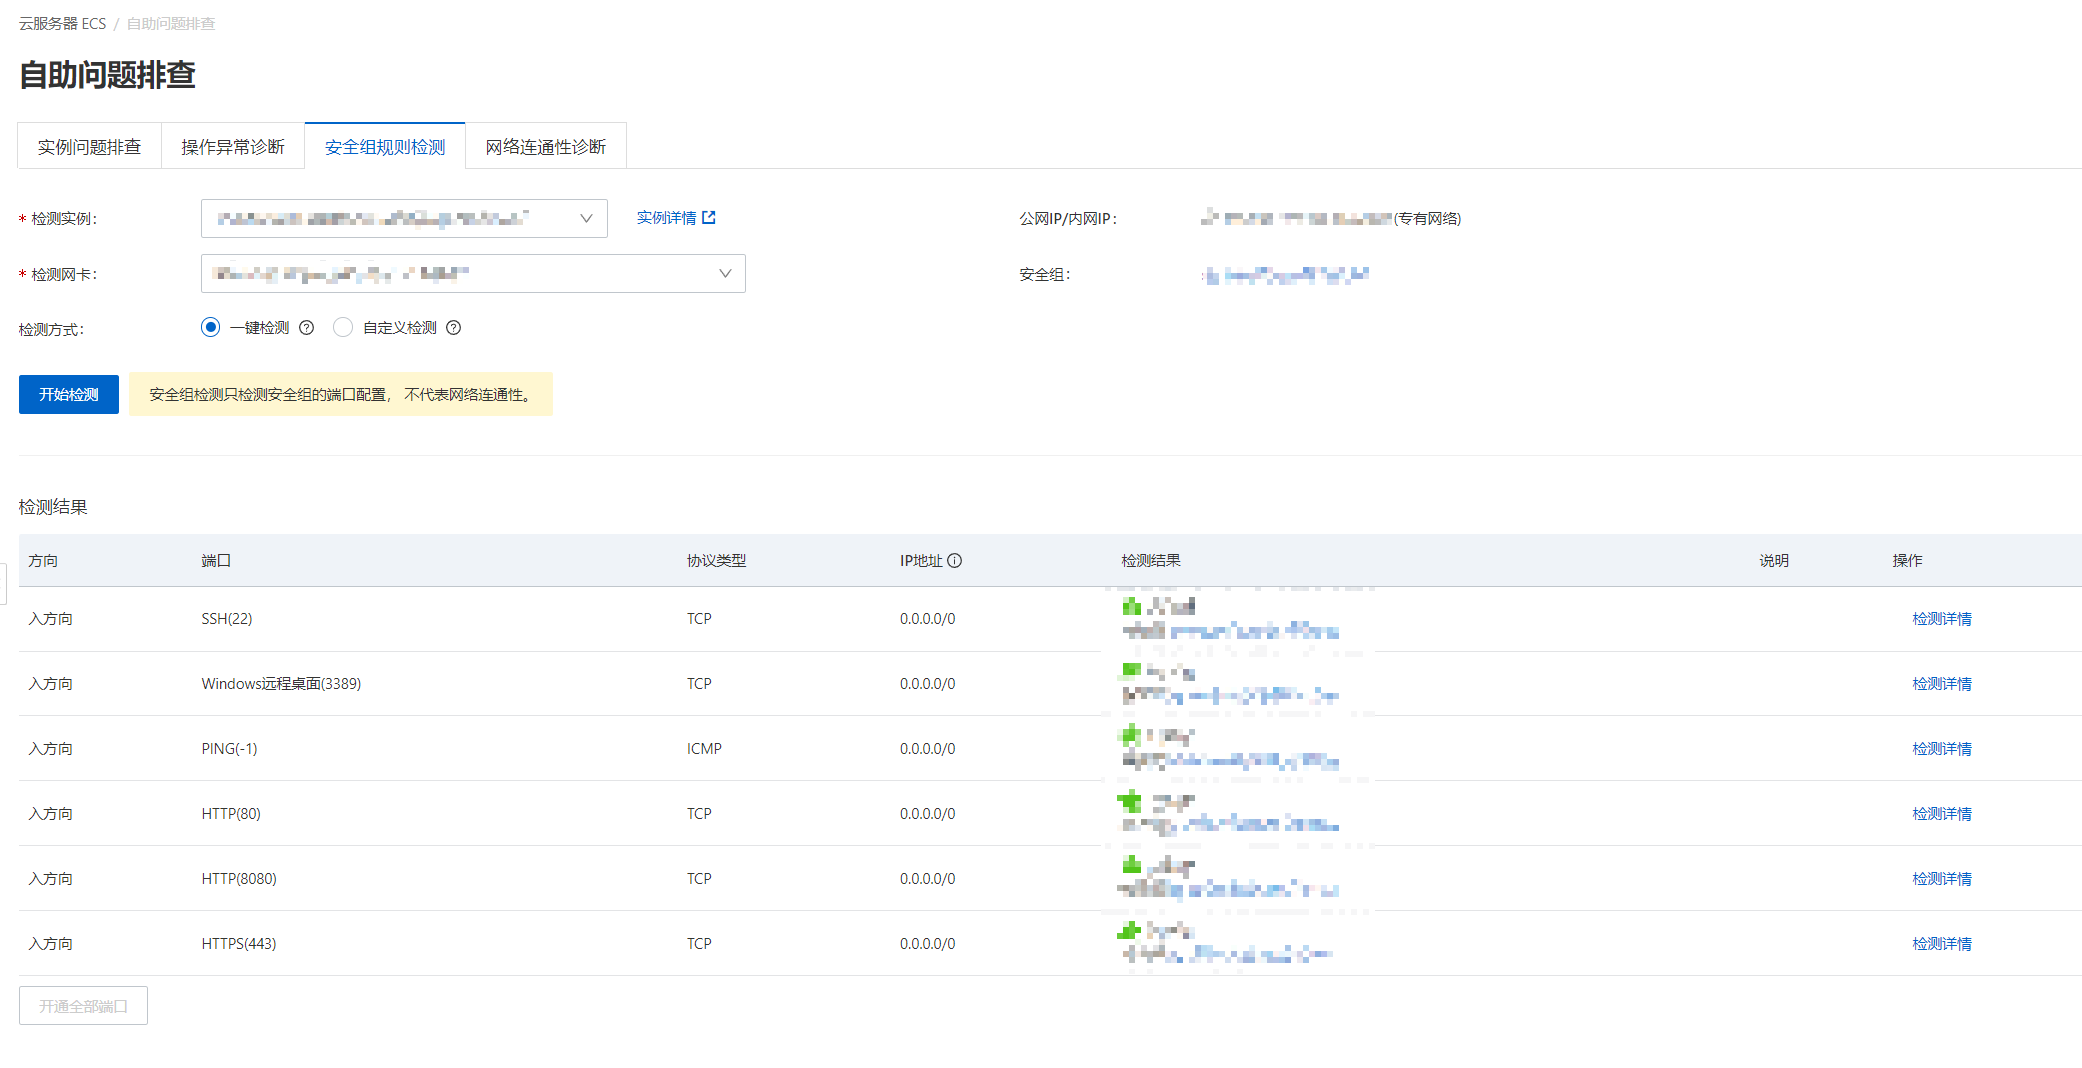 云服务器 ECS / 自助问题排查
自助问题排查
实例问题排查 操作异常诊断 安全组规则检测 网络连通性诊断
* 检测实例: 实例详情 公网IP/内网IP: (专有网络)
* 检测网卡: 安全组:
检测方式: 一键检测 自定义检测
开始检测 安全组检测只检测安全组的端口配置， 不代表网络连通性。
检测结果
方向 端口 协议类型 IP地址 检测结果 说明 操作
入方向 SSH(22) TCP 0.0.0.0/0 检测详情
入方向 Windows远程桌面(3389) TCP 0.0.0.0/0 检测详情
入方向 PING(-1) ICMP 0.0.0.0/0 检测详情
入方向 HTTP(80) TCP 0.0.0.0/0 检测详情
入方向 HTTP(8080) TCP 0.0.0.0/0 检测详情
入方向 HTTPS(443) TCP 0.0.0.0/0 检测详情
开通全部端口